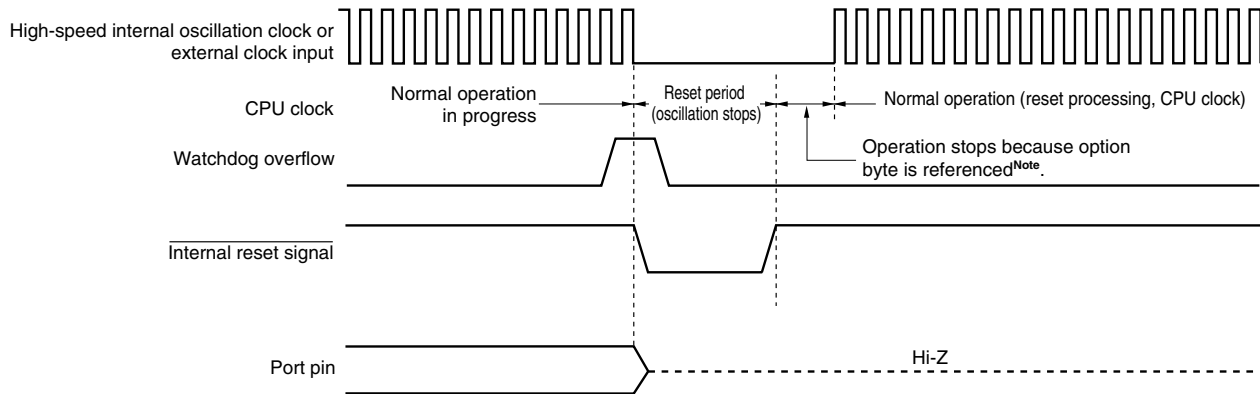 High-speed internal oscillation clock or
external clock input
CPU clock
Normal operation
in progress
Reset period
(oscillation stops)
Normal operation (reset processing, CPU clock)
Operation stops because option
byte is referencedNote.
Watchdog overflow
Internal reset signal
Port pin
Hi-Z